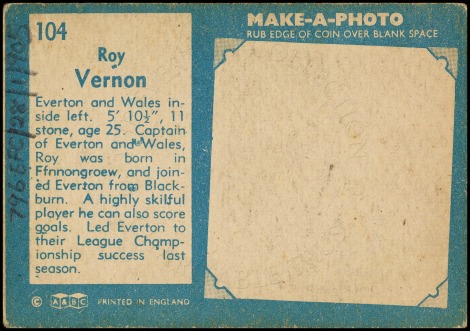 104
Roy
Vernon
Everton and Wales in-
side left. 5' 10½", 11
stone, age 25. Captain
of Everton and Wales,
Roy was born in
Ffnnongroew, and join-
ed Everton from Black-
burn. A highly skilful
player he can also score
goals. Led Everton to
their League Champ-
ionship success last
season.
© A&BC PRINTED IN ENGLAND
MAKE-A-PHOTO
RUB EDGE OF COIN OVER BLANK SPACE